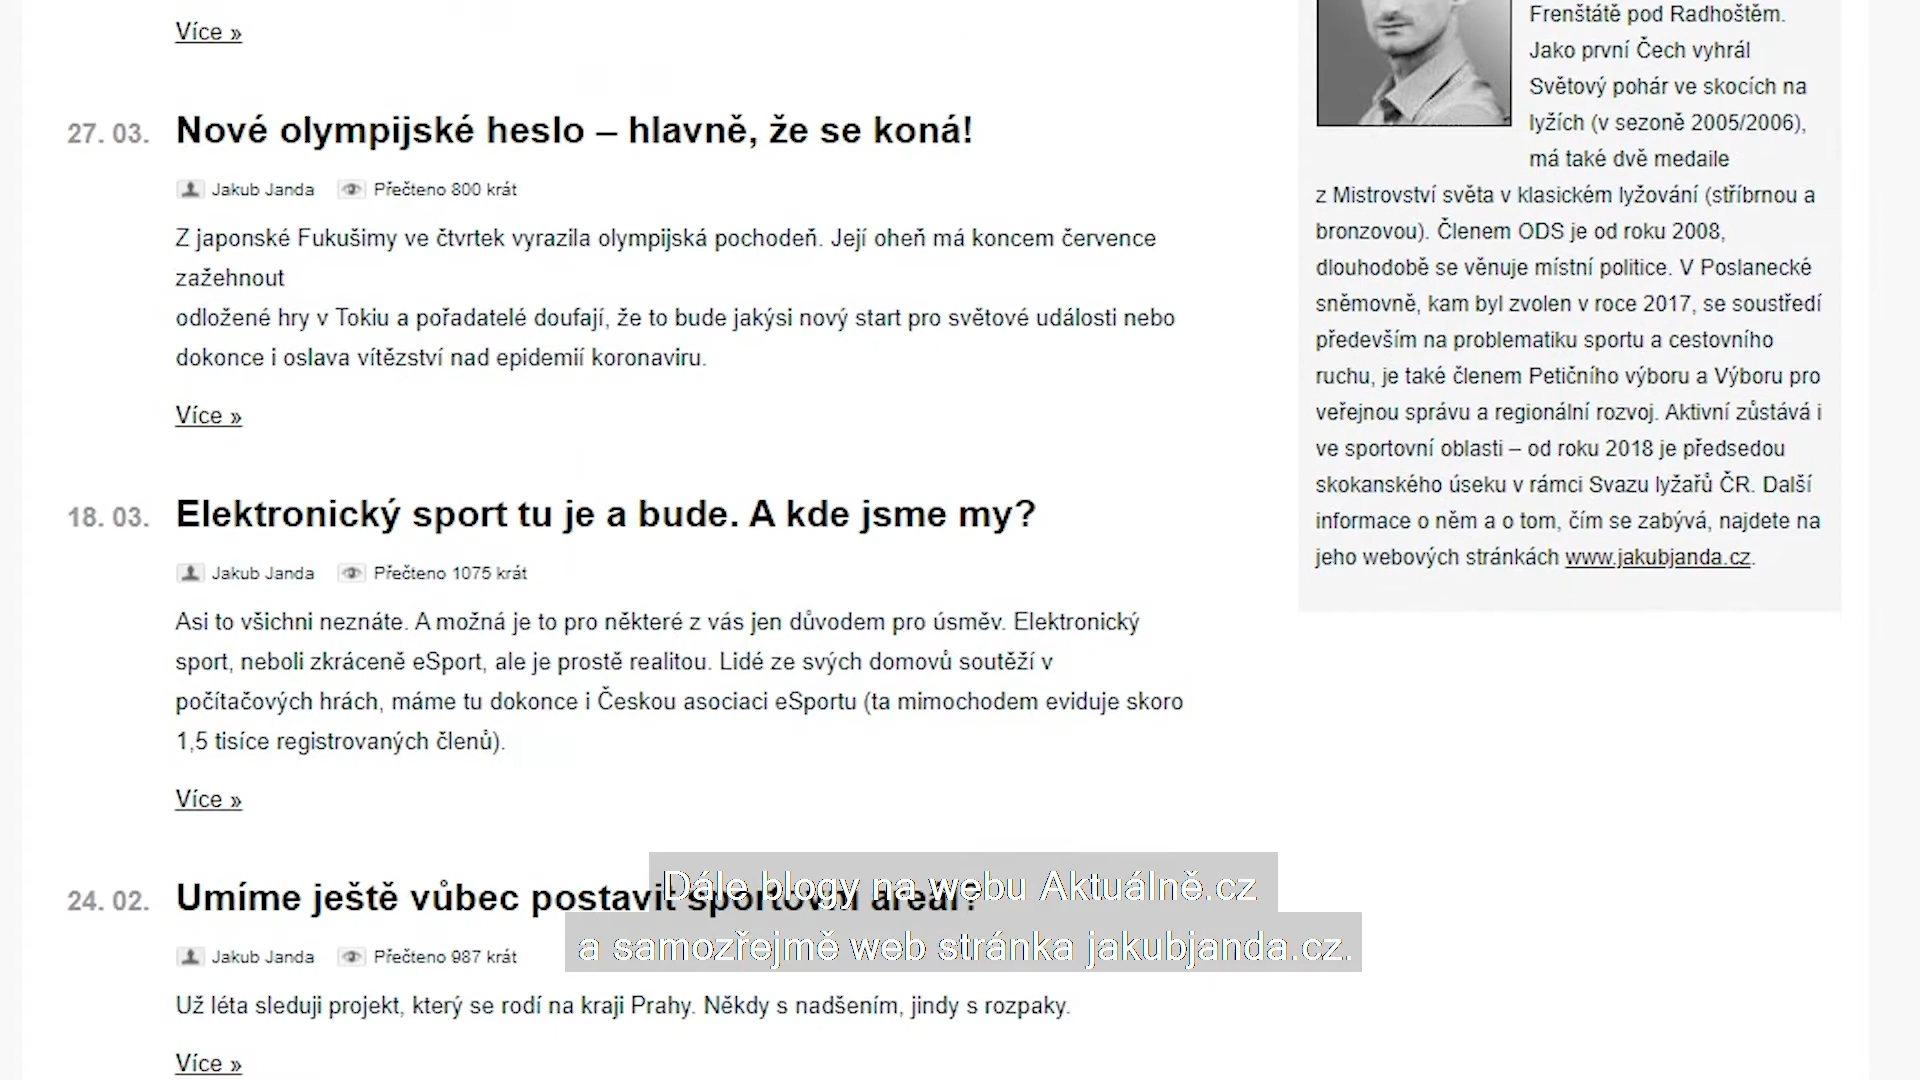 Více »
27. 03.
Nové olympijské heslo – hlavně, že se koná!
Jakub Janda Přečteno 800 krát
Z japonské Fukušimy ve čtvrtek vyrazila olympijská pochodeň. Její oheň má koncem července
zažehnout
odložené hry v Tokiu a pořadatelé doufají, že to bude jakýsi nový start pro světové události nebo
dokonce i oslava vítězství nad epidemií koronaviru.
Více »
18. 03.
Elektronický sport tu je a bude. A kde jsme my?
Jakub Janda Přečteno 1075 krát
Asi to všichni neznáte. A možná je to pro některé z vás jen důvodem pro úsměv. Elektronický
sport, neboli zkráceně eSport, ale je prostě realitou. Lidé ze svých domovů soutěží v
počítačových hrách, máme tu dokonce i Českou asociaci eSportu (ta mimochodem eviduje skoro
1,5 tisíce registrovaných členů).
Více »
24. 02.
Umíme ještě vůbec postavit sportovní areál?
Jakub Janda Přečteno 987 krát
Už léta sleduji projekt, který se rodí na kraji Prahy. Někdy s nadšením, jindy s rozpaky.
Více »
Frenštátě pod Radhoštěm.
Jako první Čech vyhrál
Světový pohár ve skocích na
lyžích (v sezoně 2005/2006),
má také dvě medaile
z Mistrovství světa v klasickém lyžování (stříbrnou a
bronzovou). Členem ODS je od roku 2008,
dlouhodobě se věnuje místní politice. V Poslanecké
sněmovně, kam byl zvolen v roce 2017, se soustředí
především na problematiku sportu a cestovního
ruchu, je také členem Petičního výboru a Výboru pro
veřejnou správu a regionální rozvoj. Aktivní zůstává i
ve sportovní oblasti – od roku 2018 je předsedou
skokanského úseku v rámci Svazu lyžařů ČR. Další
informace o něm a o tom, čím se zabývá, najdete na
jeho webových stránkách www.jakubjanda.cz.
Dále blogy na webu Aktuálně.cz
a samozřejmě web stránka jakubjanda.cz.